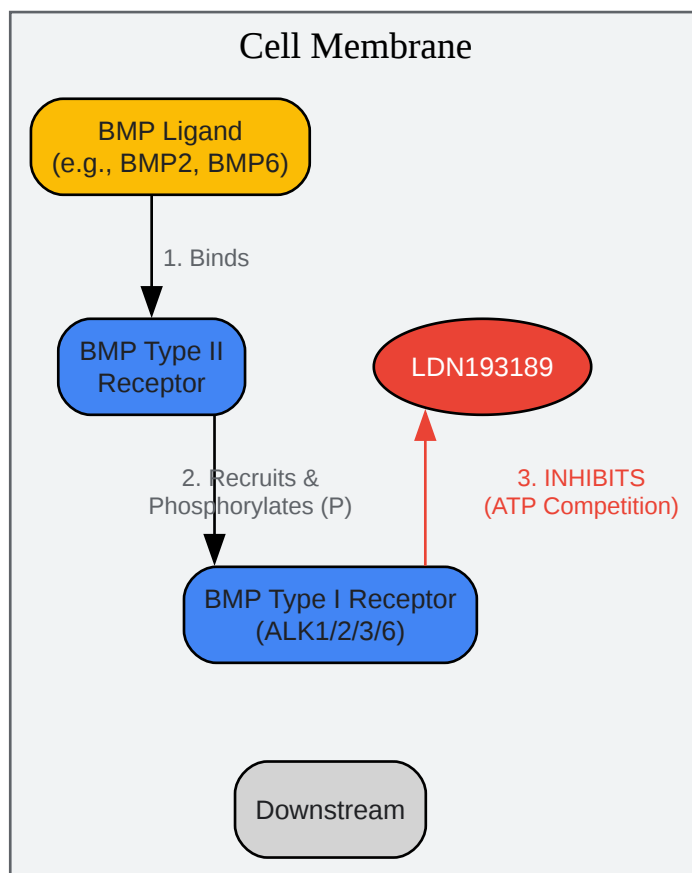 Cell Membrane
BMP Ligand
(e.g., BMP2, BMP6)
1. Binds
BMP Type II
Receptor
LDN193189
2. Recruits &
Phosphorylates (P)
3. INHIBITS
(ATP Competition)
BMP Type I Receptor
(ALK1/2/3/6)
Downstream